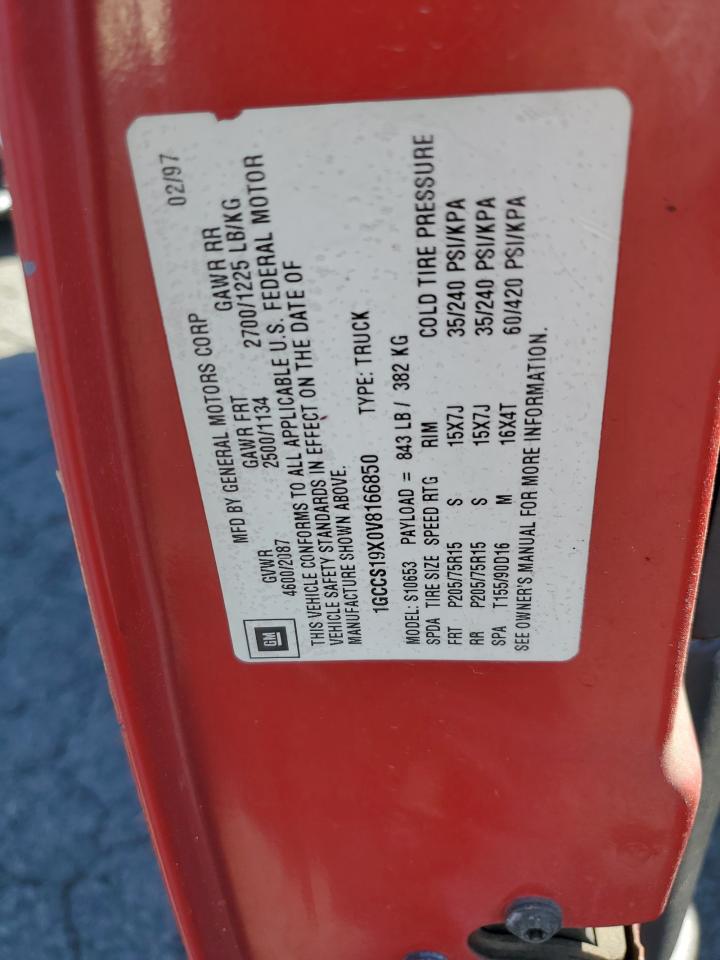 02/97
GM
MFD BY GENERAL MOTORS CORP
GVWR GAWR FRT GAWR RR
4600/2087 2500/1134 2700/1225 LB/KG
THIS VEHICLE CONFORMS TO ALL APPLICABLE U.S. FEDERAL MOTOR
VEHICLE SAFETY STANDARDS IN EFFECT ON THE DATE OF
MANUFACTURE SHOWN ABOVE.
1GCCS19X0V8166850 TYPE: TRUCK
MODEL: S10653 PAYLOAD = 843 LB / 382 KG
SPDA TIRE SIZE SPEED RTG RIM COLD TIRE PRESSURE
FRT P205/75R15 S 15X7J 35/240 PSI/KPA
RR P205/75R15 S 15X7J 35/240 PSI/KPA
SPA T155/90D16 M 16X4T 60/420 PSI/KPA
SEE OWNER'S MANUAL FOR MORE INFORMATION.